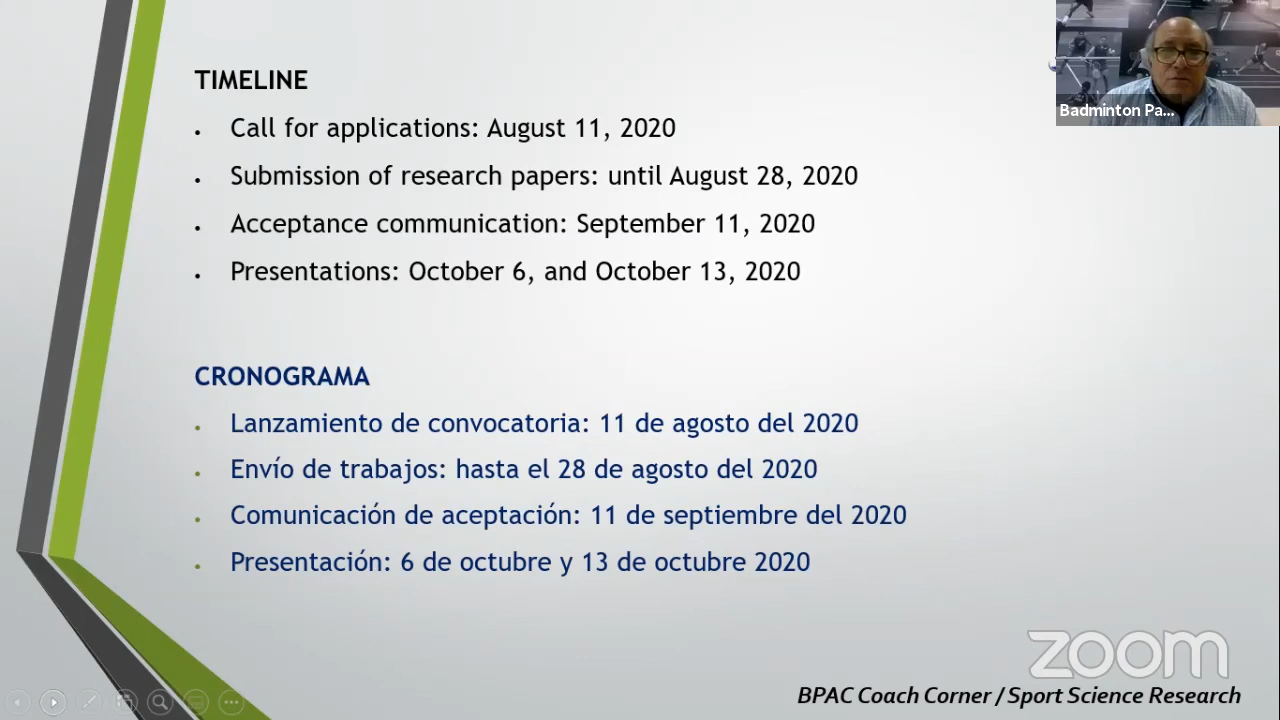 Badminton Pa...
TIMELINE
• Call for applications: August 11, 2020
• Submission of research papers: until August 28, 2020
• Acceptance communication: September 11, 2020
• Presentations: October 6, and October 13, 2020
CRONOGRAMA
• Lanzamiento de convocatoria: 11 de agosto del 2020
• Envío de trabajos: hasta el 28 de agosto del 2020
• Comunicación de aceptación: 11 de septiembre del 2020
• Presentación: 6 de octubre y 13 de octubre 2020
zoom
BPAC Coach Corner / Sport Science Research